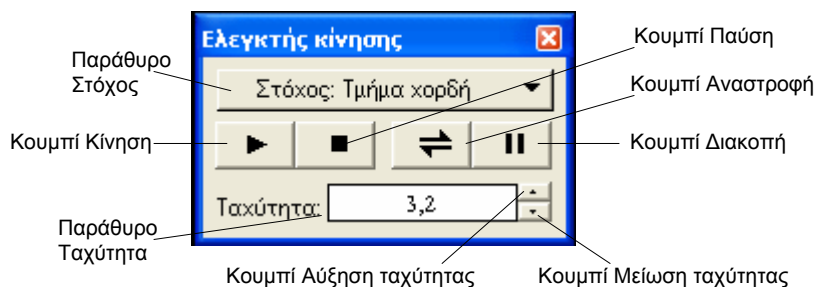 Ελεγκτής κίνησης
Κουμπί Παύση
Παράθυρο
Στόχος
Στόχος: Τμήμα χορδή
Κουμπί Αναστροφή
Κουμπί Κίνηση
Κουμπί Διακοπή
Ταχύτητα:
3,2
Παράθυρο
Ταχύτητα
Κουμπί Αύξηση ταχύτητας
Κουμπί Μείωση ταχύτητας